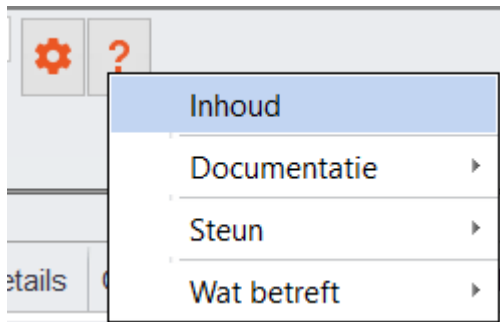 ?
Inhoud
Documentatie
Steun
etails
Wat betreft